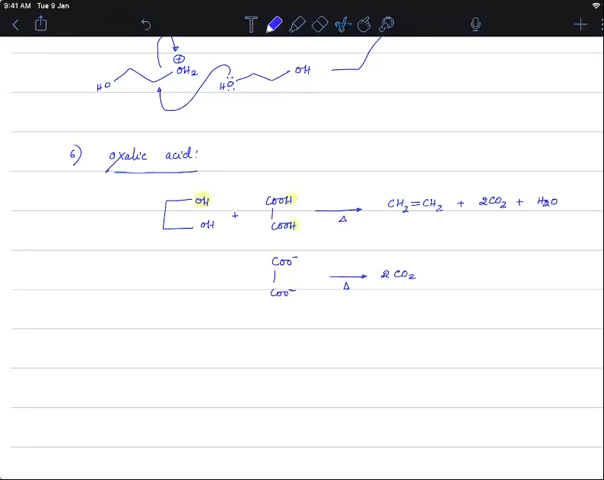 9:41 AM Tue 9 Jan
⊕
HO OH2 HO OH
6) oxalic acid:
OH COOH CH2=CH2 + 2CO2 + H2O
+ Δ
OH COOH
COO−
Δ 2CO2
COO−